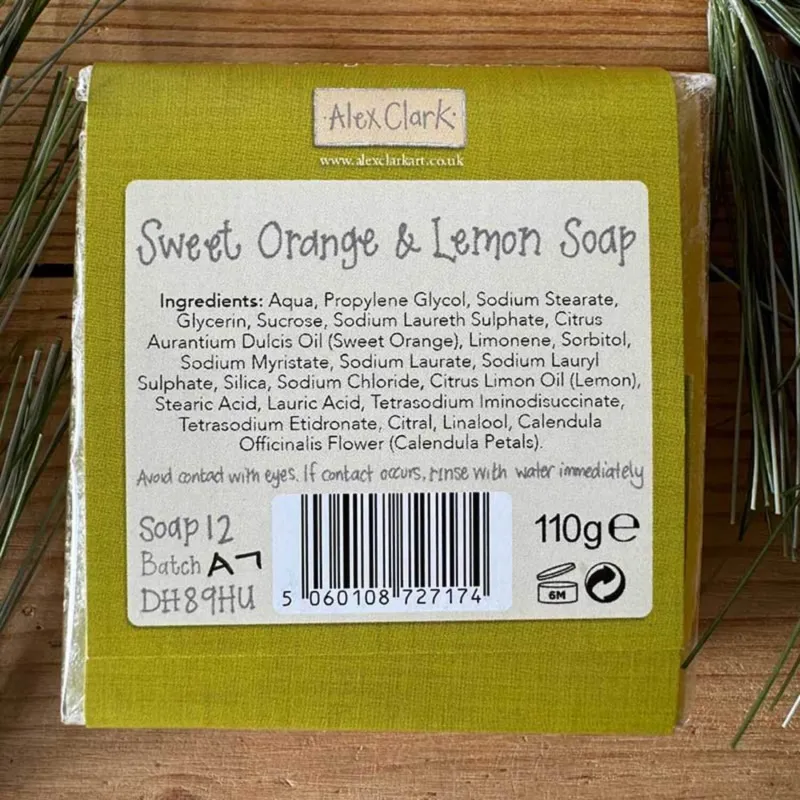 Alex Clark
www.alexclarkart.co.uk
Sweet Orange & Lemon Soap
Ingredients: Aqua, Propylene Glycol, Sodium Stearate,
Glycerin, Sucrose, Sodium Laureth Sulphate, Citrus
Aurantium Dulcis Oil (Sweet Orange), Limonene, Sorbitol,
Sodium Myristate, Sodium Laurate, Sodium Lauryl
Sulphate, Silica, Sodium Chloride, Citrus Limon Oil (Lemon),
Stearic Acid, Lauric Acid, Tetrasodium Iminodisuccinate,
Tetrasodium Etidronate, Citral, Linalool, Calendula
Officinalis Flower (Calendula Petals).
Avoid contact with eyes. If contact occurs, rinse with water immediately
Soap 12
Batch A7
DH8 9HU
5 060108 727174
110g e
6M